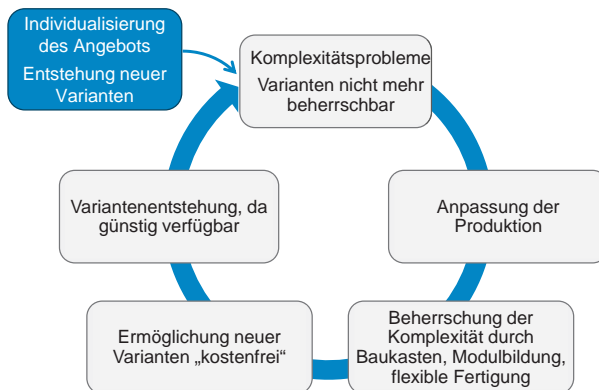 Individualisierung
des Angebots
Entstehung neuer
Varianten
Komplexitätsprobleme
Varianten nicht mehr
beherrschbar
Anpassung der
Produktion
Beherrschung der
Komplexität durch
Baukasten, Modulbildung,
flexible Fertigung
Ermöglichung neuer
Varianten „kostenfrei“
Variantenentstehung, da
günstig verfügbar